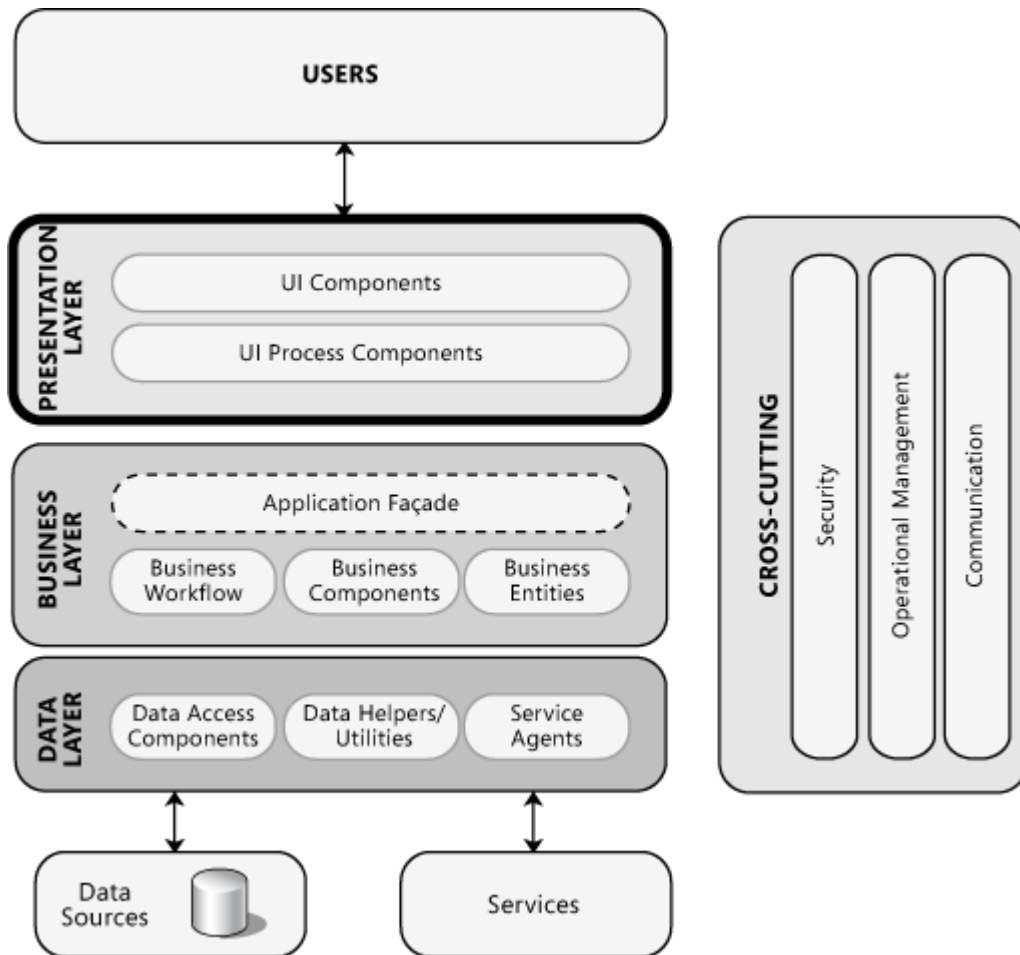 USERS
PRESENTATION
LAYER
UI Components
UI Process Components
BUSINESS
LAYER
Application Façade
Business
Workflow
Business
Components
Business
Entities
DATA
LAYER
Data Access
Components
Data Helpers/
Utilities
Service
Agents
Data
Sources
Services
CROSS-CUTTING
Security
Operational Management
Communication